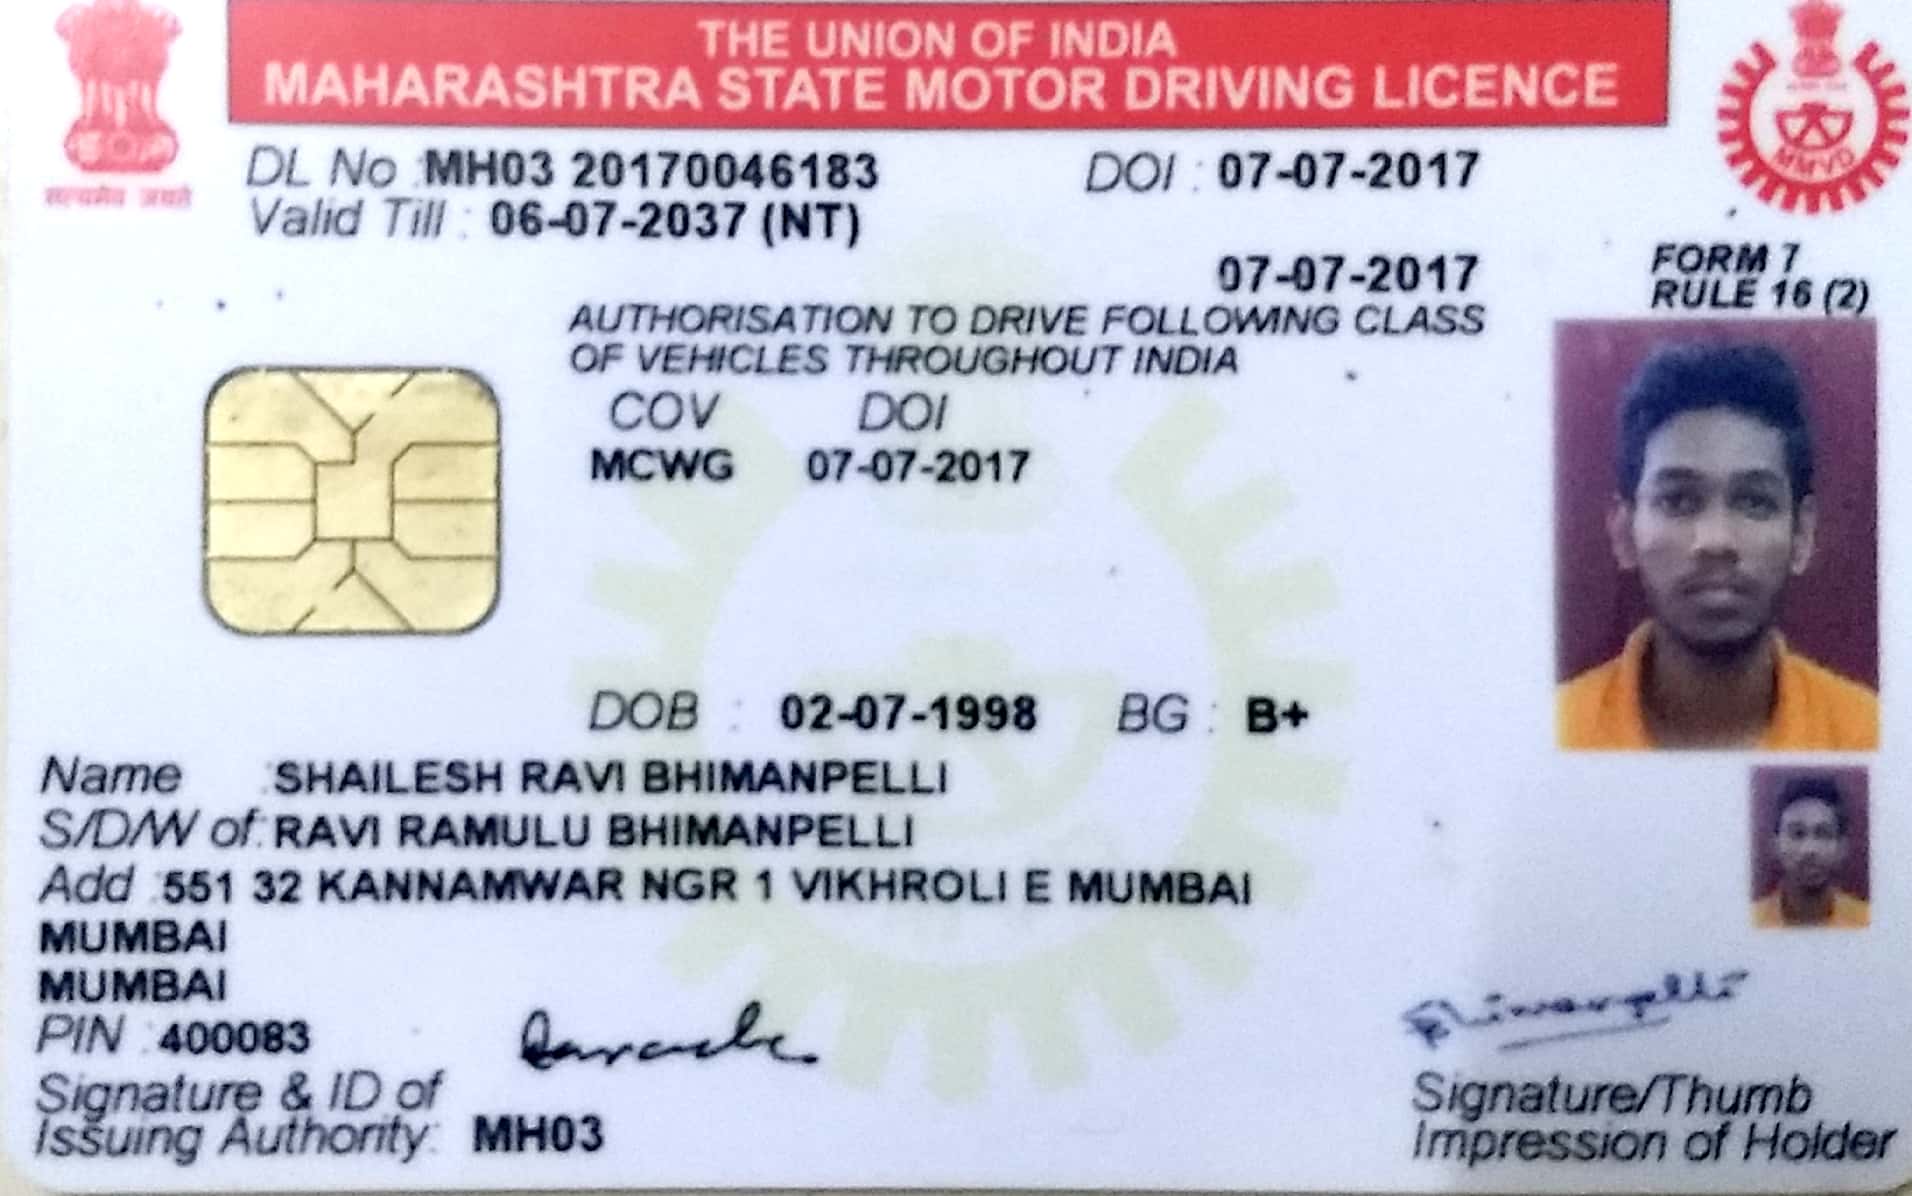 THE UNION OF INDIA
MAHARASHTRA STATE MOTOR DRIVING LICENCE
सत्यमेव जयते
MMVD
DL No : MH03 20170046183 DOI : 07-07-2017
Valid Till : 06-07-2037 (NT)
07-07-2017
FORM 7
RULE 16 (2)
AUTHORISATION TO DRIVE FOLLOWING CLASS
OF VEHICLES THROUGHOUT INDIA
COV DOI
MCWG 07-07-2017
DOB : 02-07-1998 BG : B+
Name : SHAILESH RAVI BHIMANPELLI
S/D/W of : RAVI RAMULU BHIMANPELLI
Add : 551 32 KANNAMWAR NGR 1 VIKHROLI E MUMBAI
MUMBAI
MUMBAI
PIN : 400083
Signature & ID of
Issuing Authority: MH03
Signature/Thumb
Impression of Holder